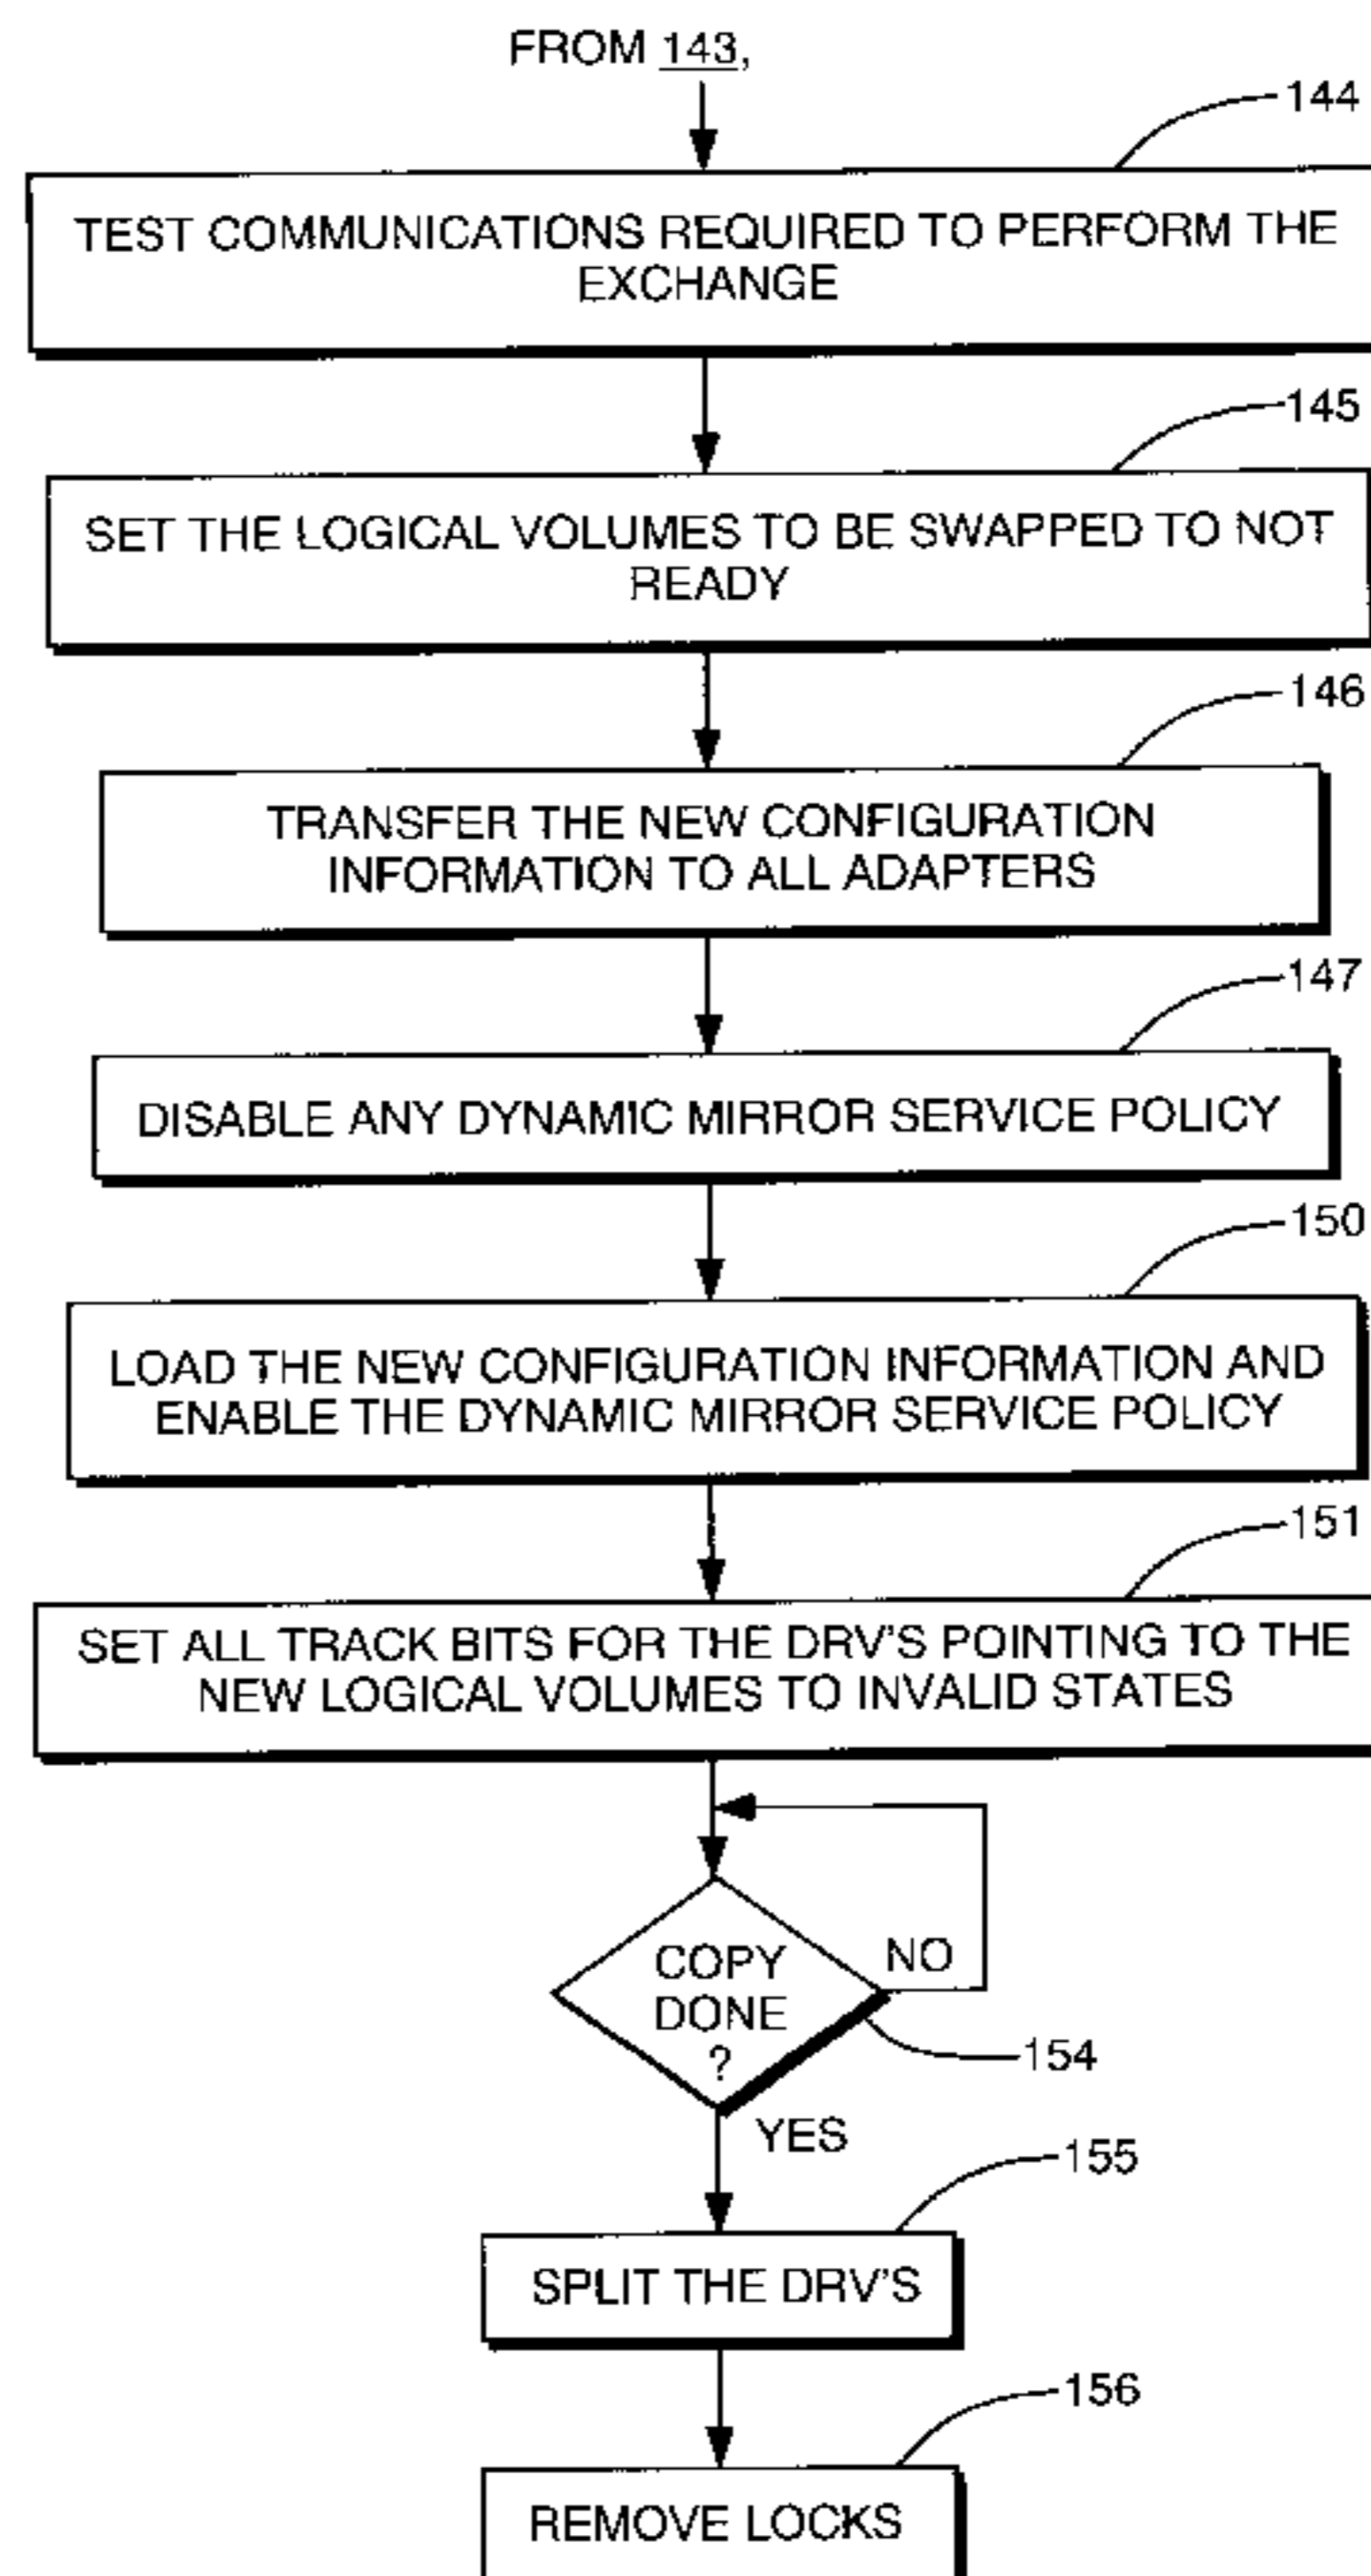 FROM 143,
144
TEST COMMUNICATIONS REQUIRED TO PERFORM THE
EXCHANGE
145
SET THE LOGICAL VOLUMES TO BE SWAPPED TO NOT
READY
146
TRANSFER THE NEW CONFIGURATION
INFORMATION TO ALL ADAPTERS
147
DISABLE ANY DYNAMIC MIRROR SERVICE POLICY
150
LOAD THE NEW CONFIGURATION INFORMATION AND
ENABLE THE DYNAMIC MIRROR SERVICE POLICY
151
SET ALL TRACK BITS FOR THE DRV'S POINTING TO THE
NEW LOGICAL VOLUMES TO INVALID STATES
COPY
DONE
?
NO
154
YES
155
SPLIT THE DRV'S
156
REMOVE LOCKS